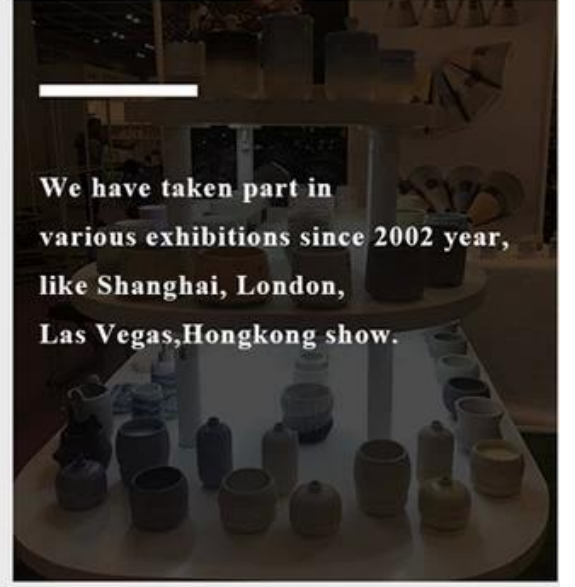 We have taken part in
various exhibitions since 2002 year,
like Shanghai, London,
Las Vegas,Hongkong show.